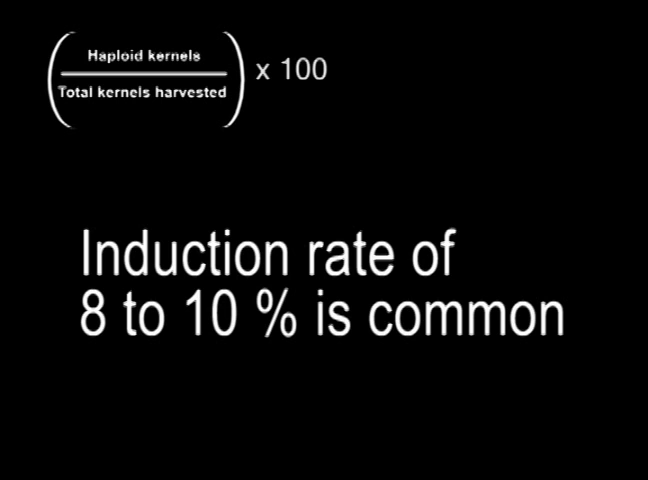 Haploid kernels
Total kernels harvested
x 100
Induction rate of
8 to 10 % is common